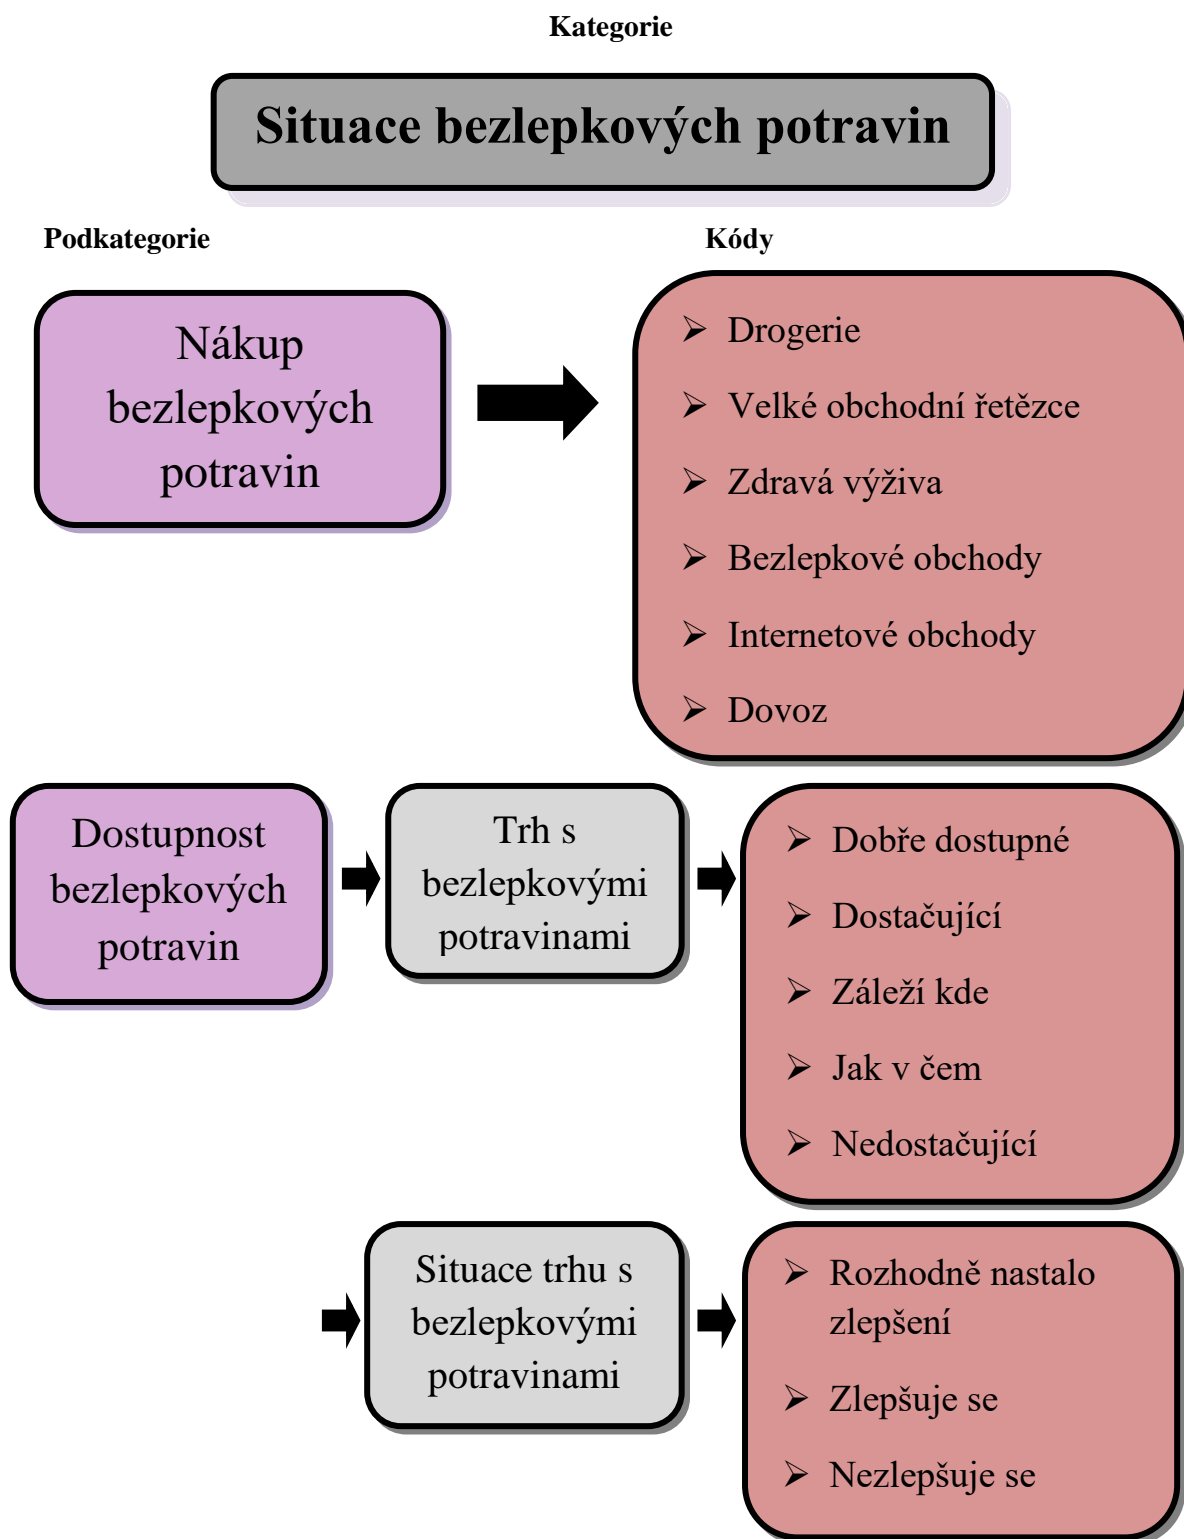 Kategorie
Situace bezlepkových potravin
Podkategorie
Kódy
Nákup
bezlepkových
potravin
➢ Drogerie
➢ Velké obchodní řetězce
➢ Zdravá výživa
➢ Bezlepkové obchody
➢ Internetové obchody
➢ Dovoz
Dostupnost
bezlepkových
potravin
Trh s
bezlepkovými
potravinami
➢ Dobře dostupné
➢ Dostačující
➢ Záleží kde
➢ Jak v čem
➢ Nedostačující
Situace trhu s
bezlepkovými
potravinami
➢ Rozhodně nastalo
zlepšení
➢ Zlepšuje se
➢ Nezlepšuje se